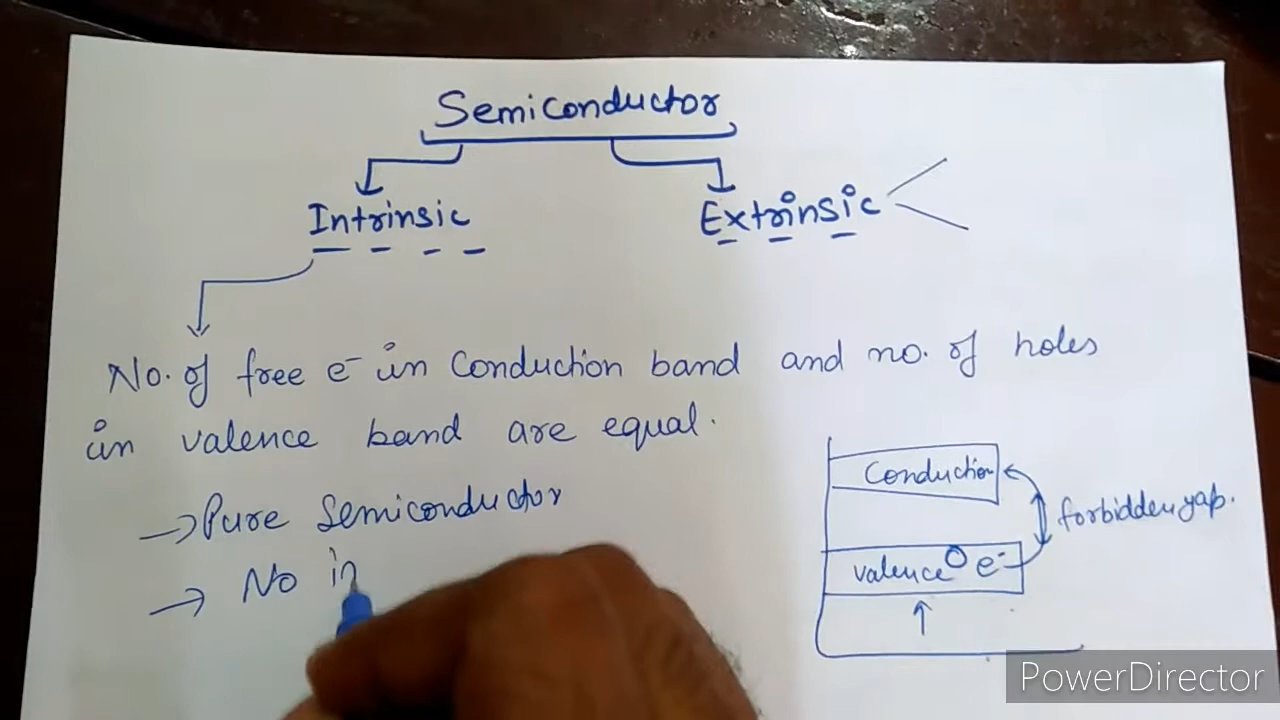 Semiconductor
Intrinsic
Extrinsic
No. of free e⁻ in Conduction band and no. of holes
in valence band are equal.
→ Pure Semiconductor
→ No in
Conduction
forbidden gap.
valence e⁻
PowerDirector